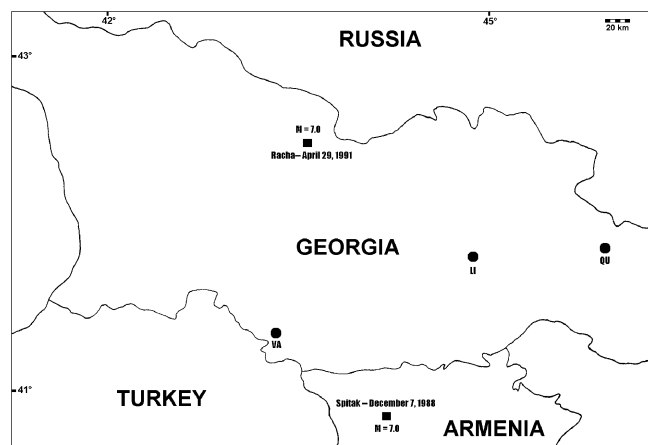 42°
45°
20 km
RUSSIA
43°
M = 7.0
Racha – April 29, 1991
GEORGIA
LI
QU
VA
41°
TURKEY
Spitak – December 7, 1988
M = 7.0
ARMENIA